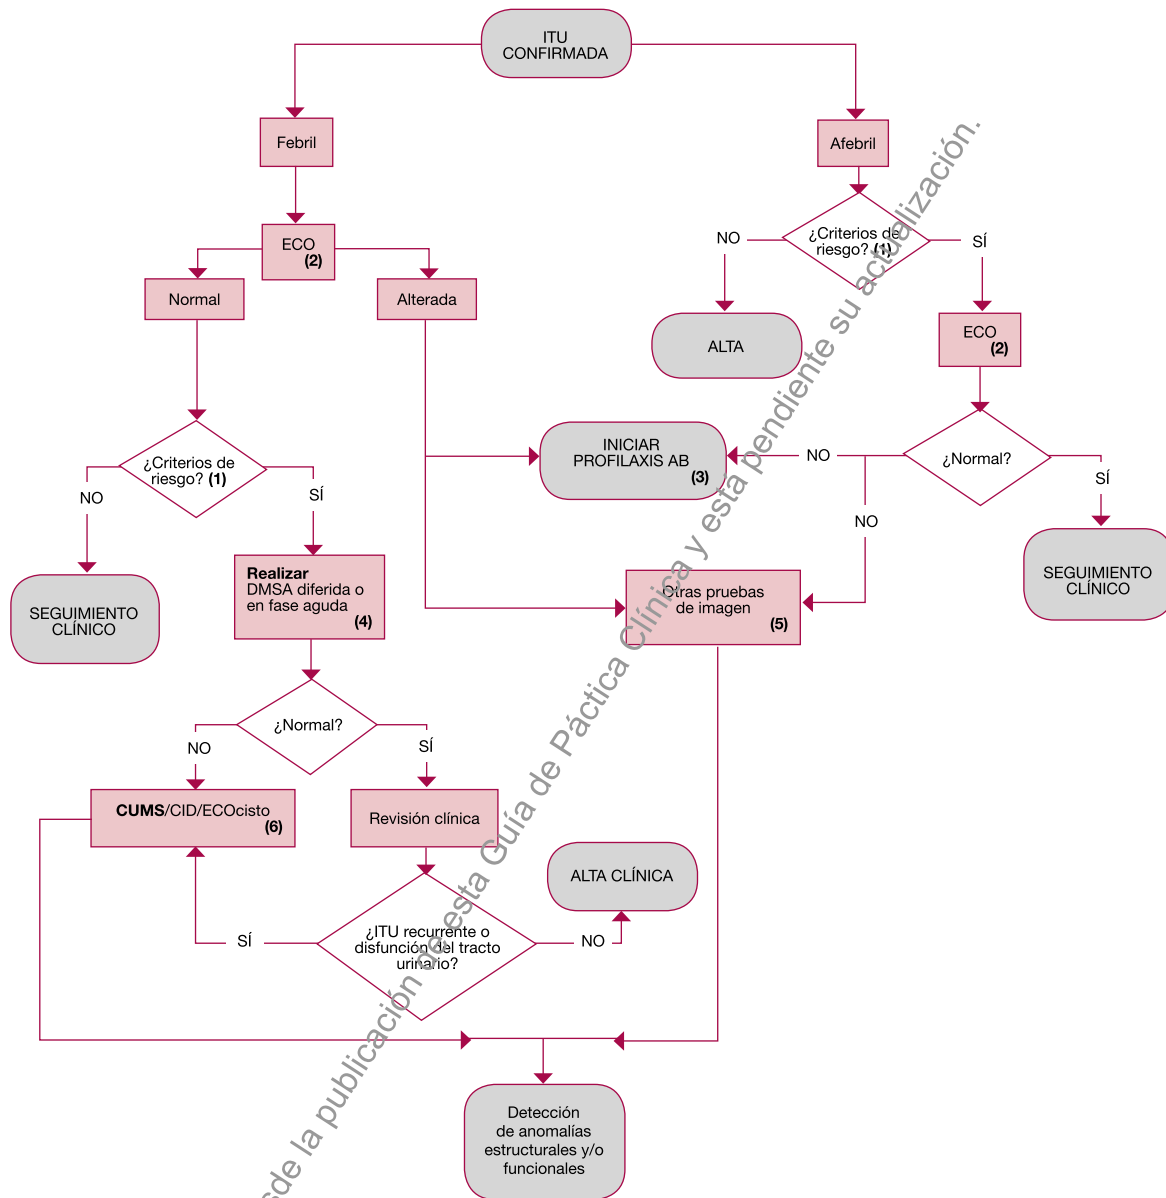 ITU
CONFIRMADA
Febril
Afebril
ECO
(2)
¿Criterios de
riesgo? (1)
NO
SÍ
Normal
Alterada
ALTA
ECO
(2)
¿Criterios de
riesgo? (1)
NO
SÍ
INICIAR
PROFILAXIS AB
(3)
NO
¿Normal?
SÍ
NO
SEGUIMIENTO
CLÍNICO
Realizar
DMSA diferida o
en fase aguda
(4)
Otras pruebas
de imagen
(5)
SEGUIMIENTO
CLÍNICO
¿Normal?
NO
SÍ
CUMS/CID/ECOcisto
(6)
Revisión clínica
ALTA CLÍNICA
¿ITU recurrente o
disfunción del tracto
urinario?
SÍ
NO
Detección
de anomalías
estructurales y/o
funcionales
sde la publicación de esta Guía de Páctica Clínica y esta pendiente su actualización.